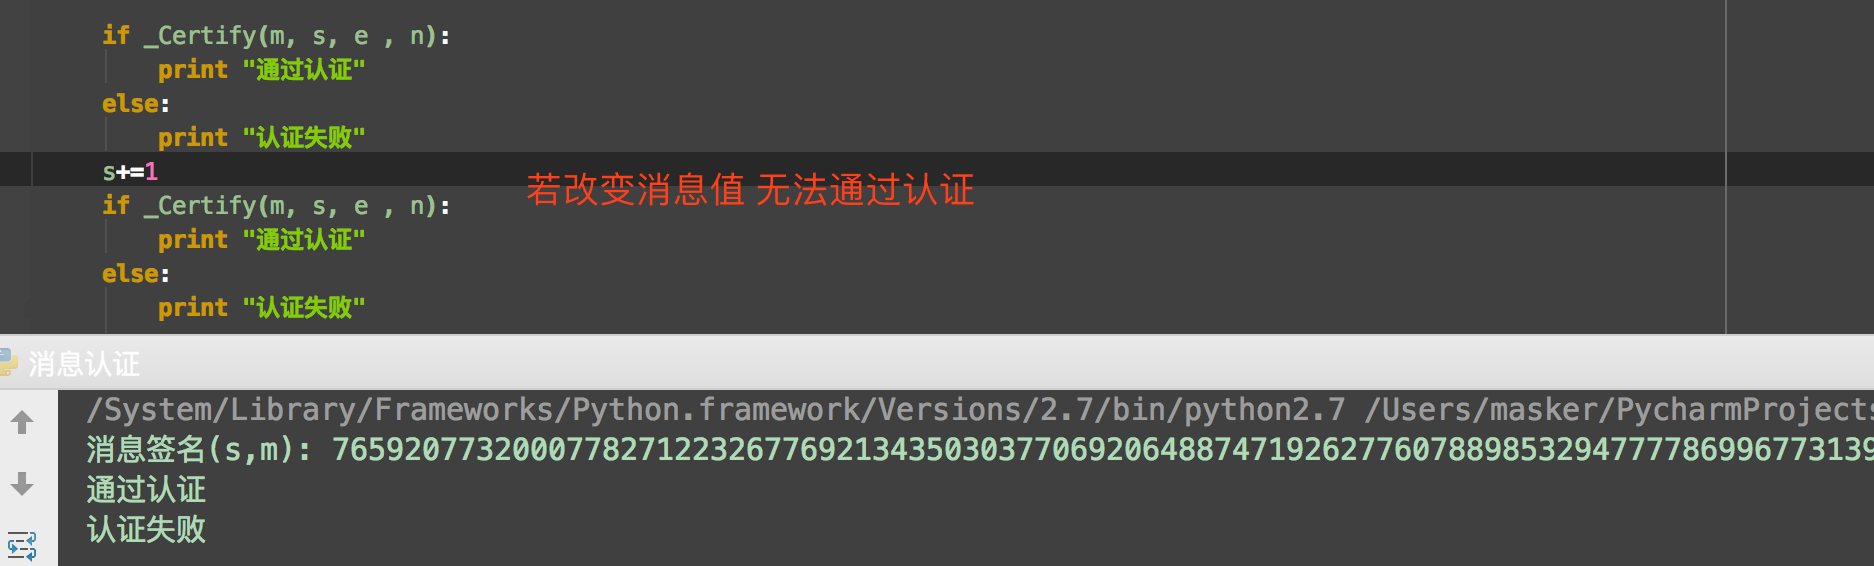 if _Certify(m, s, e , n):
print "通过认证"
else:
print "认证失败"
s+=1
若改变消息值 无法通过认证
if _Certify(m, s, e , n):
print "通过认证"
else:
print "认证失败"
消息认证
/System/Library/Frameworks/Python.framework/Versions/2.7/bin/python2.7 /Users/masker/PycharmProjects
消息签名(s,m): 76592077320007782712232677692134350303770692064887471926277607889853294777786996773139
通过认证
认证失败